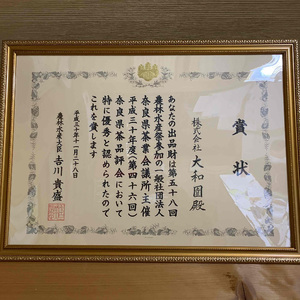 賞状
株式会社 大和園殿
あなたの出品財は第五十八回
農林水産祭参加の一般社団法人
奈良県茶業会議所主催
平成三十年度(第四十六回)
奈良県茶品評会において
特に優秀と認められたので
これを賞します
平成三十年十一月二十八日
農林水産大臣 吉川貴盛